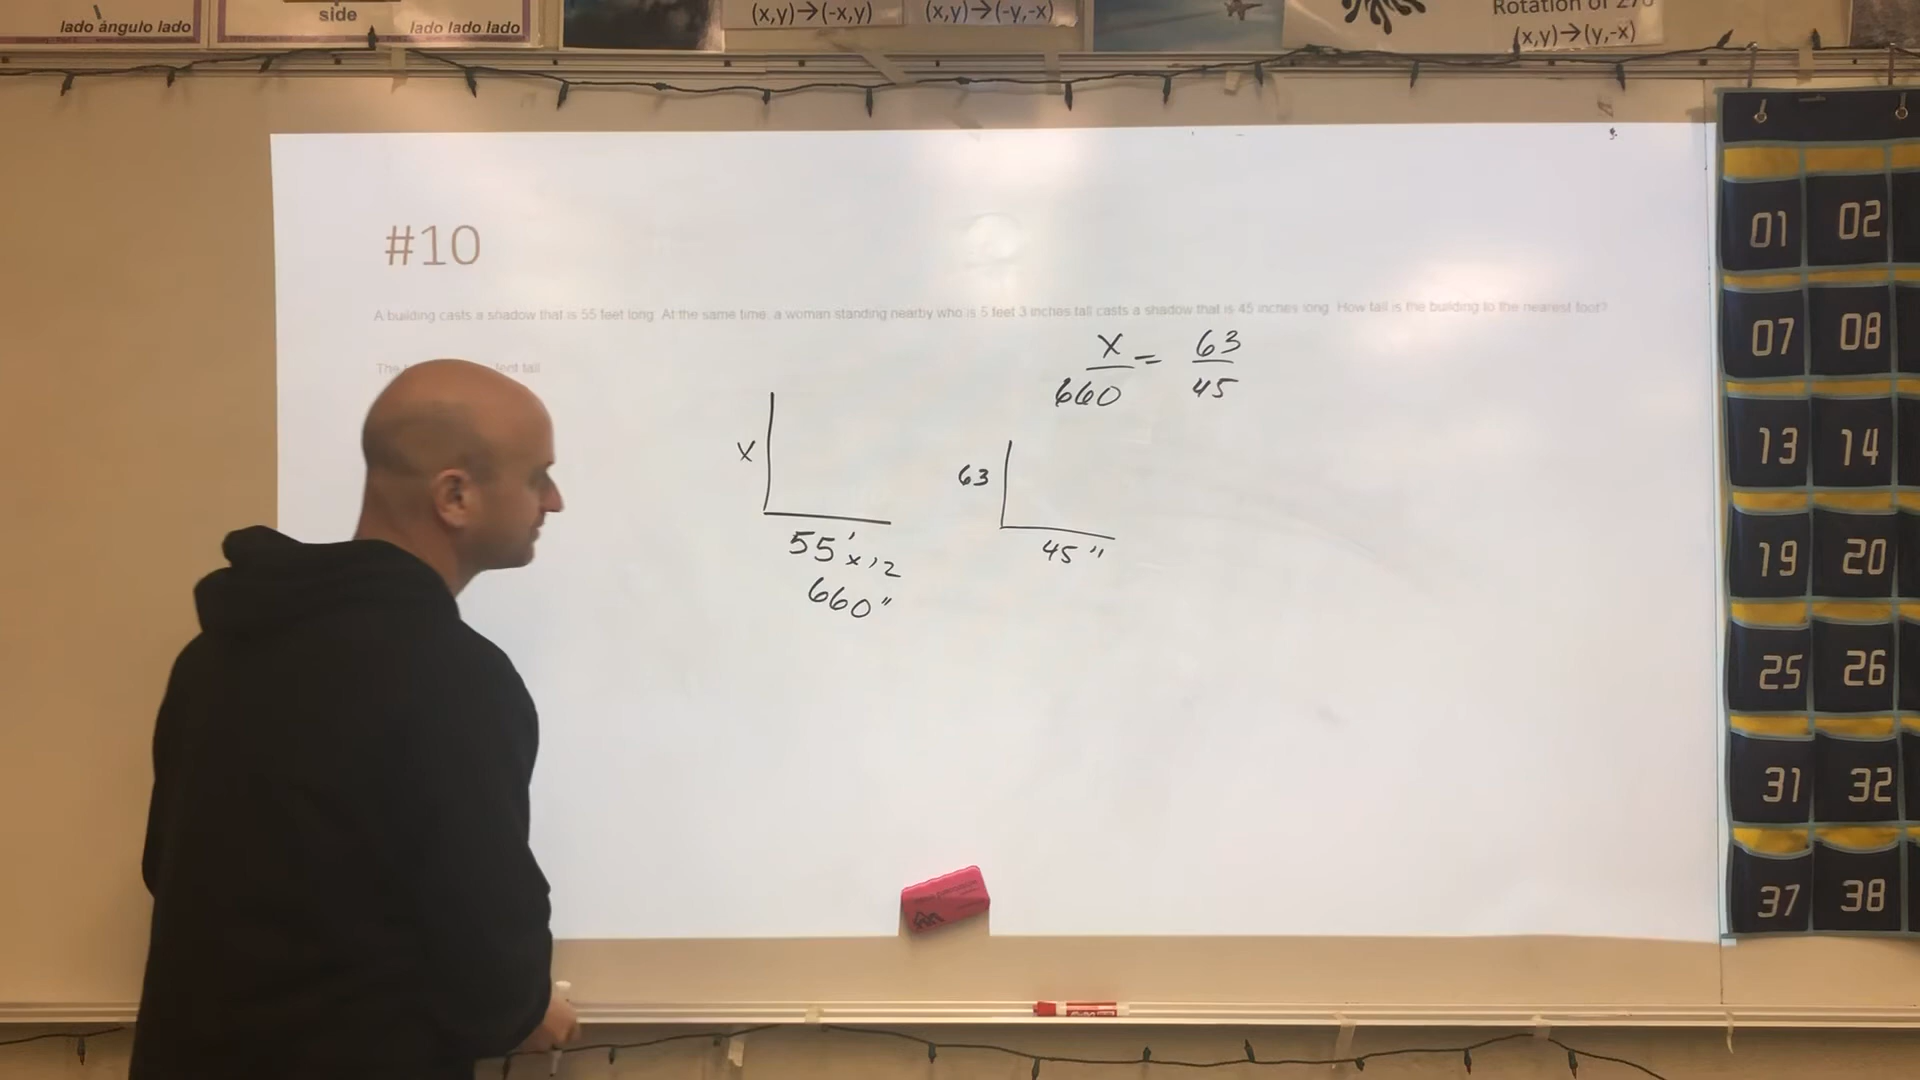 lado ángulo lado
side
lado lado lado
(x,y)→(-x,y)
(x,y)→(-y,-x)
Rotation of 270
(x,y)→(y,-x)
#10
A building casts a shadow that is 55 feet long. At the same time, a woman standing nearby who is 5 feet 3 inches tall casts a shadow that is 45 inches long. How tall is the building to the nearest foot?
The
feet tall
x/660 = 63/45
x
63
55' x 12
45"
660"
01 02
07 08
13 14
19 20
25 26
31 32
37 38